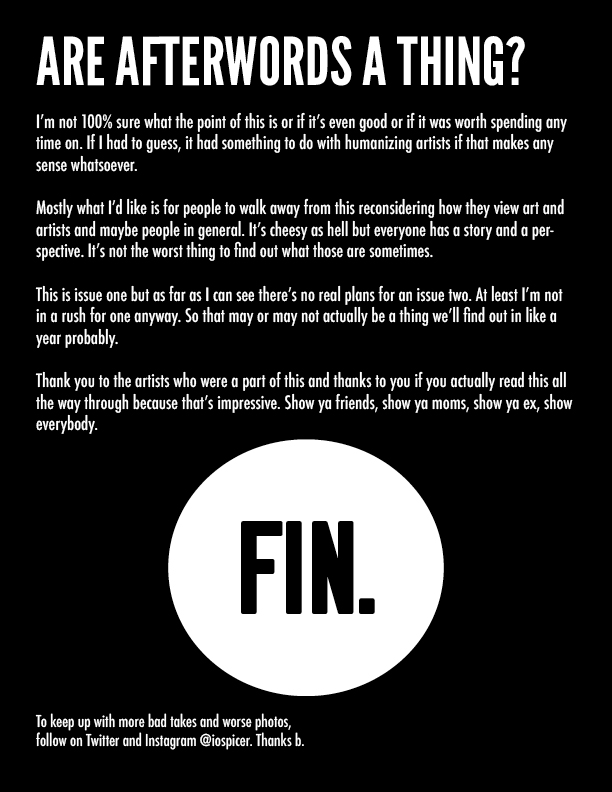 ARE AFTERWORDS A THING?
I'm not 100% sure what the point of this is or if it's even good or if it was worth spending any
time on. If I had to guess, it had something to do with humanizing artists if that makes any
sense whatsoever.
Mostly what I'd like is for people to walk away from this reconsidering how they view art and
artists and maybe people in general. It's cheesy as hell but everyone has a story and a per-
spective. It's not the worst thing to find out what those are sometimes.
This is issue one but as far as I can see there's no real plans for an issue two. At least I'm not
in a rush for one anyway. So that may or may not actually be a thing we'll find out in like a
year probably.
Thank you to the artists who were a part of this and thanks to you if you actually read this all
the way through because that's impressive. Show ya friends, show ya moms, show ya ex, show
everybody.
FIN.
To keep up with more bad takes and worse photos,
follow on Twitter and Instagram @iospicer. Thanks b.